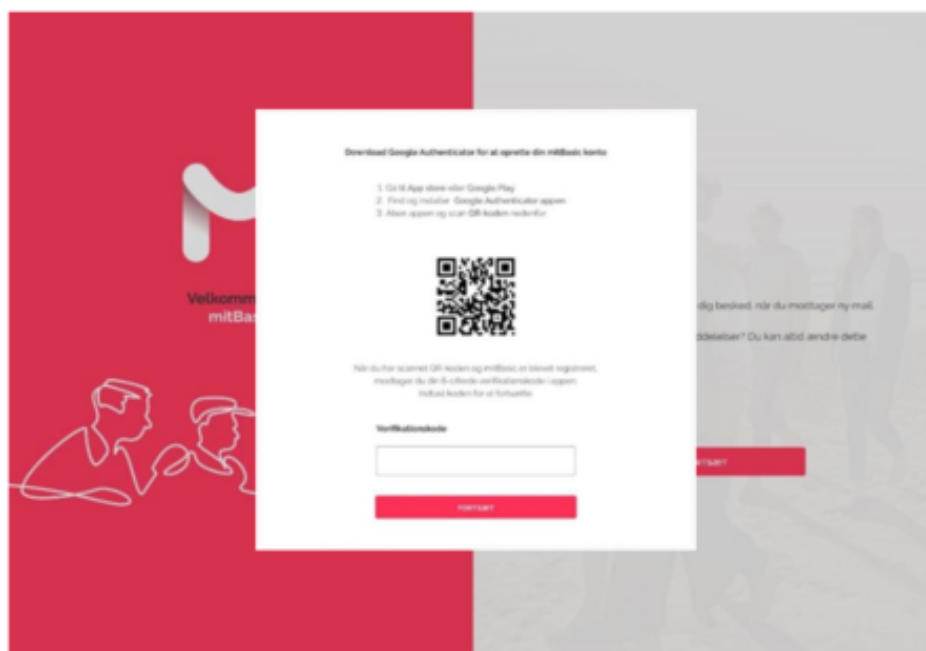 Download Google Authenticator for at oprette din mitBasic konto
1. Gå til App store eller Google Play
2. Find og installer Google Authenticator appen
3. Åben appen og scan QR-koden nedenfor
Velkomm
mitBas
dig besked, når du modtager ny mail.
ddelelser? Du kan altid ændre dette
Når du har scannet QR-koden og mitBasic er blevet registreret,
modtager du din 6-cifrede verifikationskode i appen.
Indtast koden for at fortsætte
Verifikationskode
FORTSÆT
RTSÆT